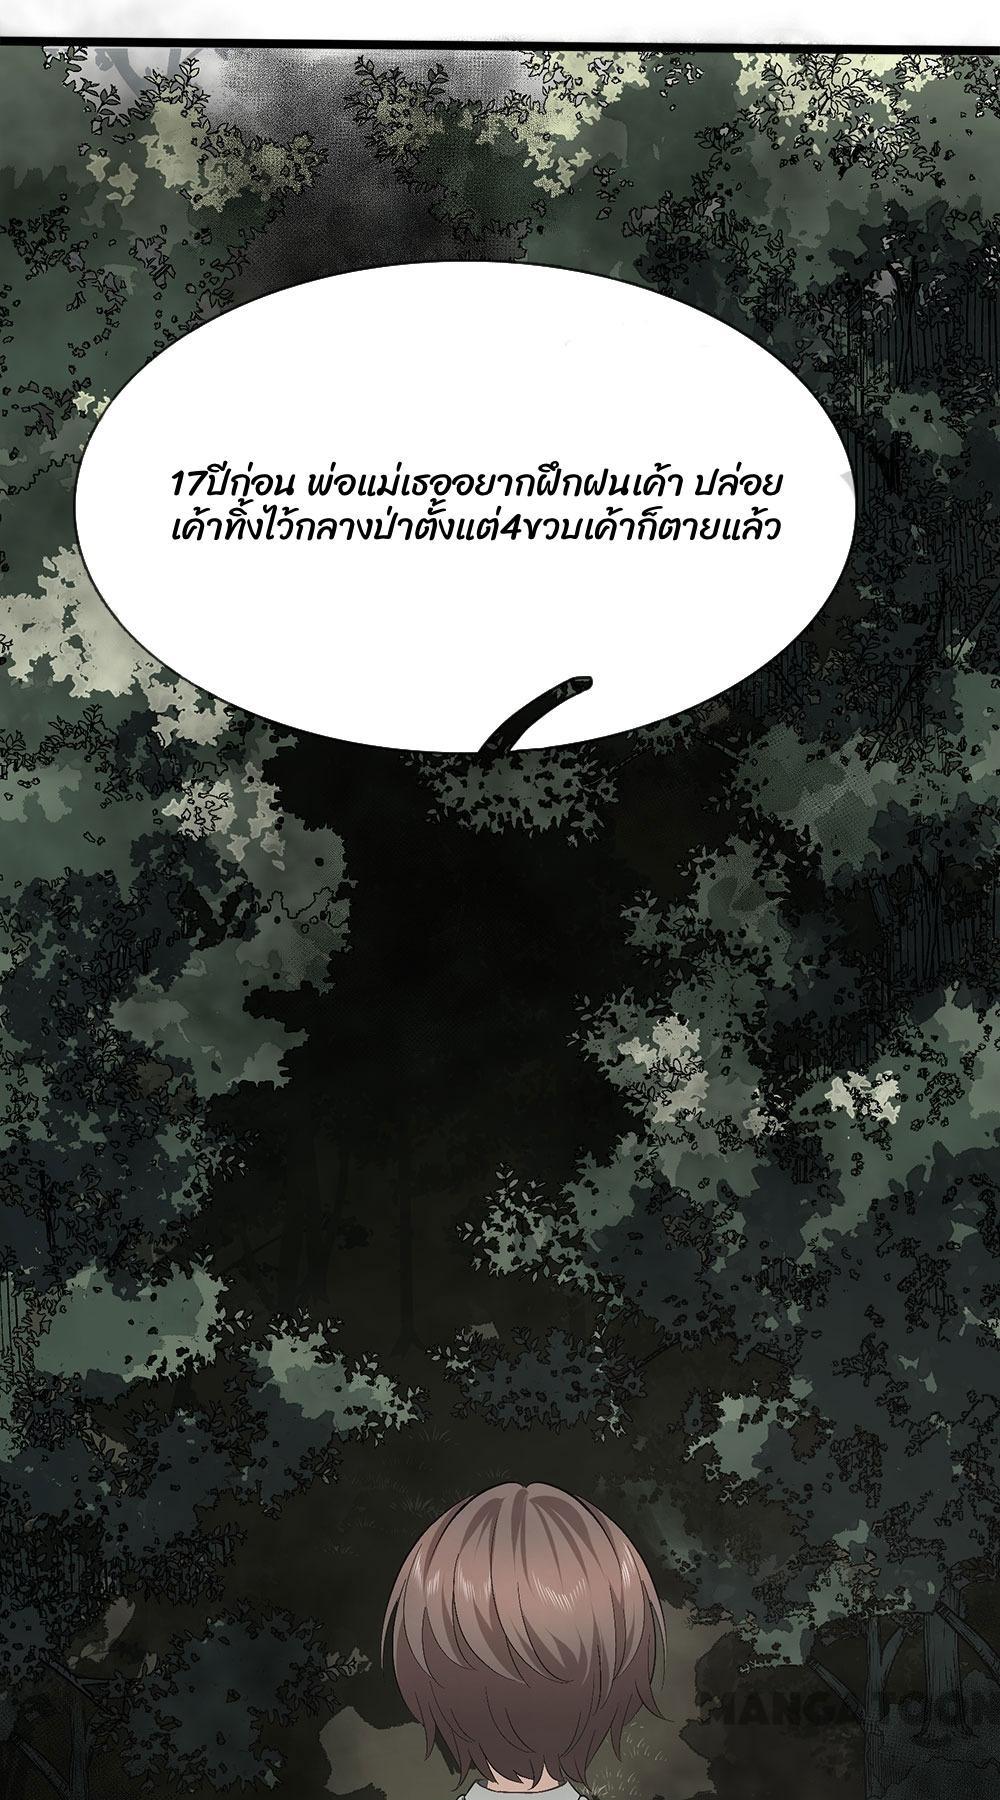 17ปีก่อน พ่อแม่เธออยากฝึกฝนเค้า ปล่อย
เค้าทิ้งไว้กลางป่าตั้งแต่4ขวบเค้าก็ตายแล้ว
MANGATOON